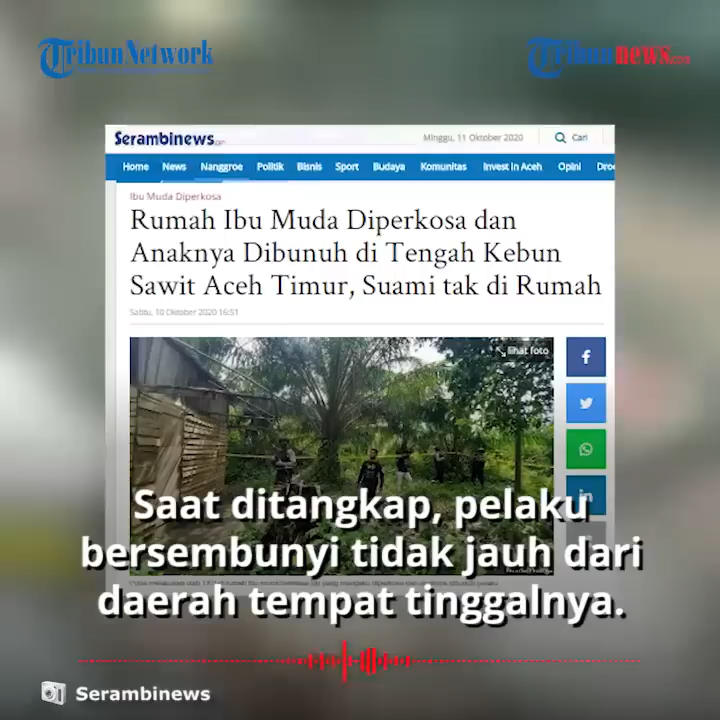 TribunNetwork
Tribunnews.com
Serambinews.com
Minggu, 11 Oktober 2020
Cari
Home News Nanggroe Politik Bisnis Sport Budaya Komunitas Invest In Aceh Opini
Ibu Muda Diperkosa
Rumah Ibu Muda Diperkosa dan
Anaknya Dibunuh di Tengah Kebun
Sawit Aceh Timur, Suami tak di Rumah
Sabtu, 10 Oktober 2020 16:51
lihat foto
Saat ditangkap, pelaku
bersembunyi tidak jauh dari
daerah tempat tinggalnya.
Serambinews